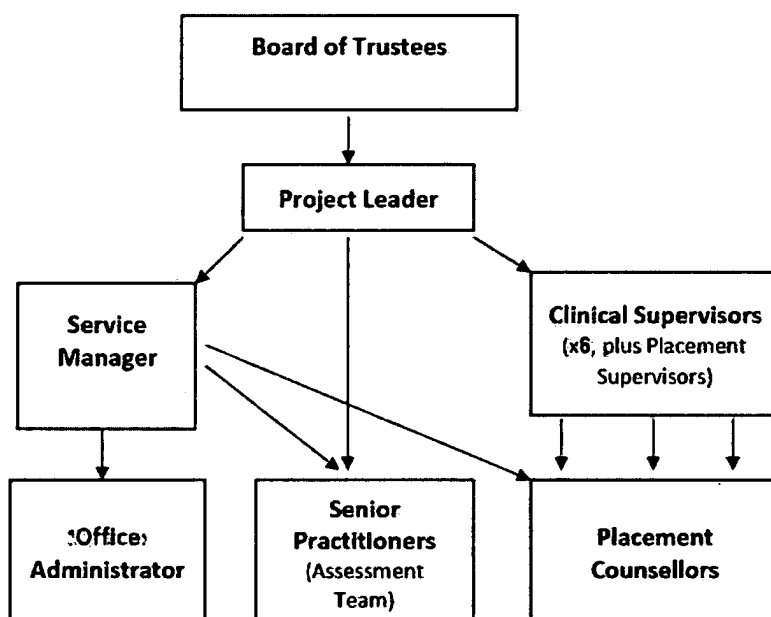 Board of Trustees
Project Leader
Service
Manager
Clinical Supervisors
(x6, plus Placement
Supervisors)
Office
Administrator
Senior
Practitioners
(Assessment
Team)
Placement
Counsellors